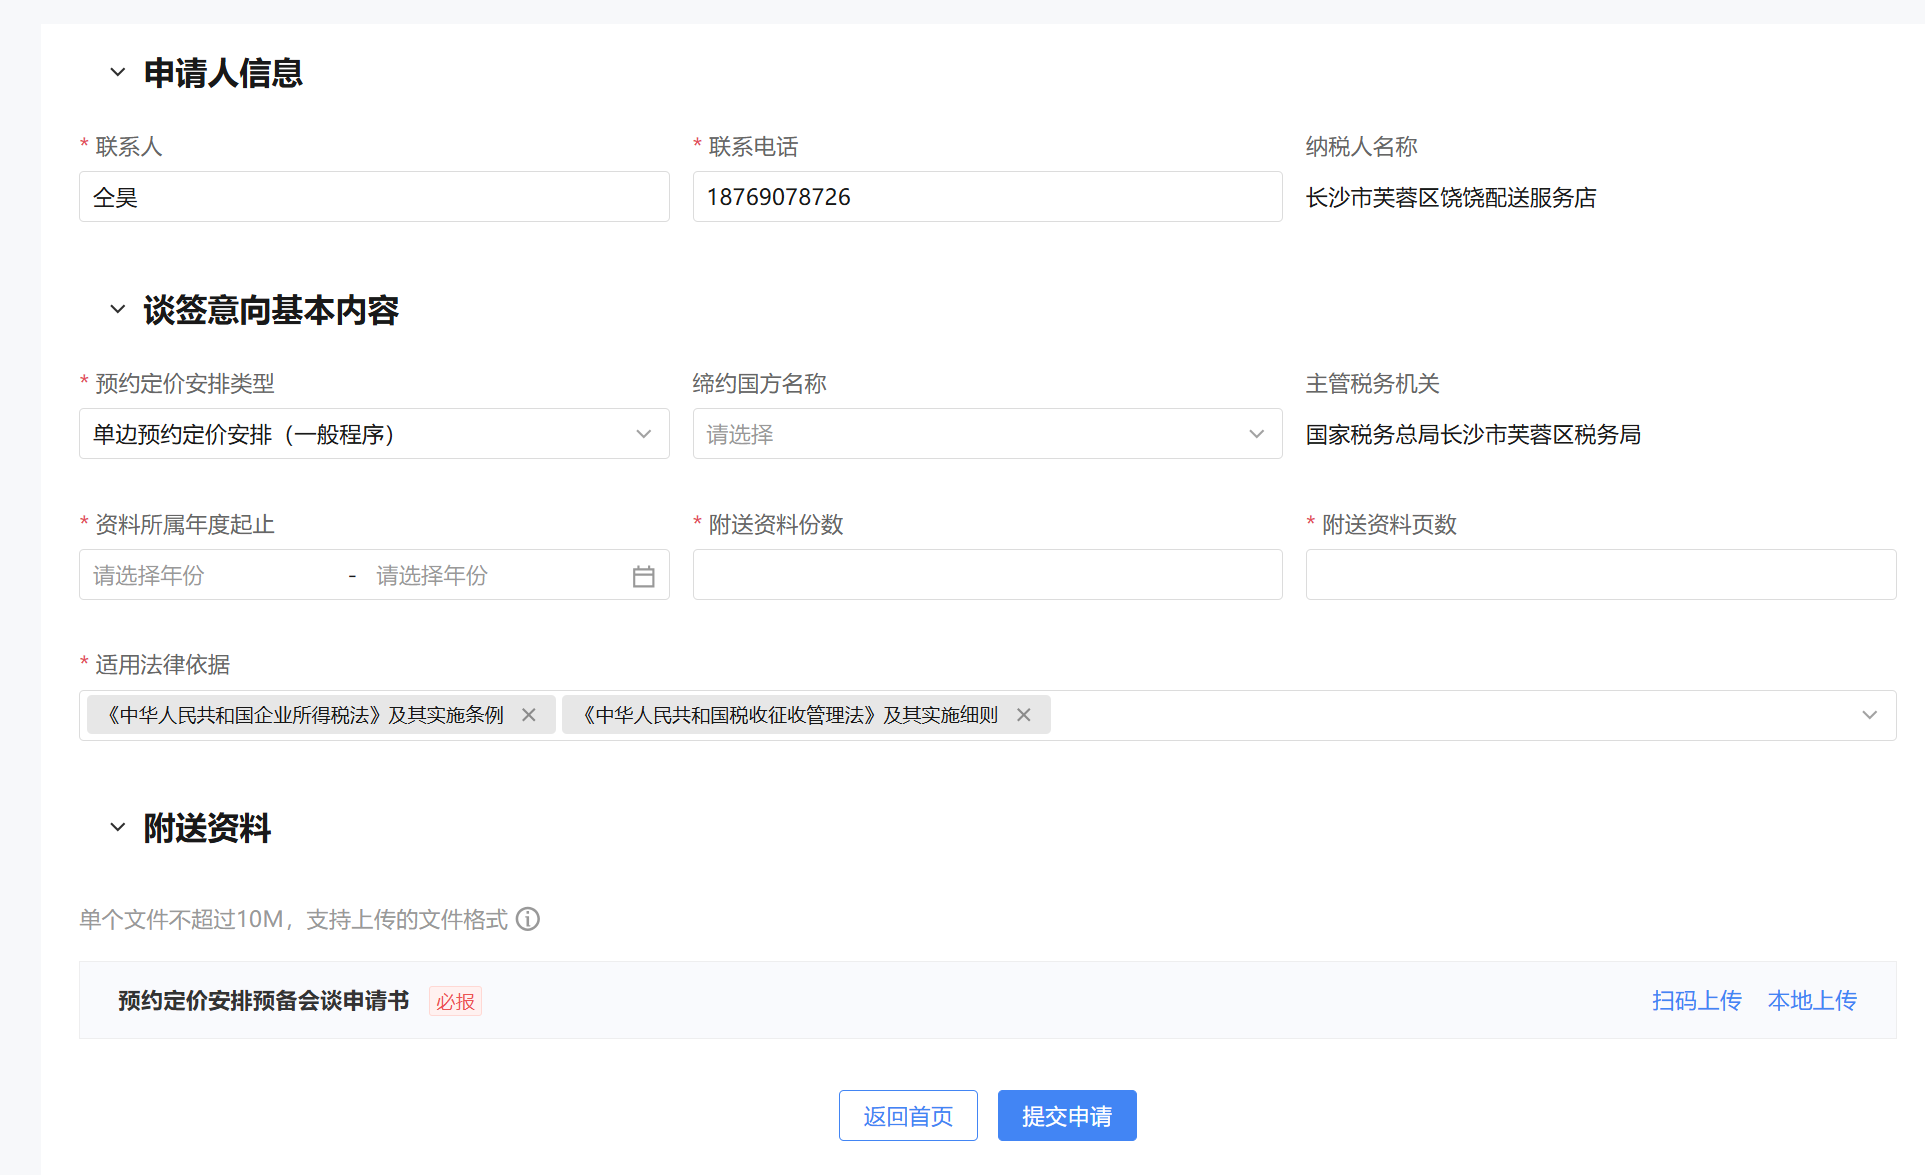 申请人信息
* 联系人
* 联系电话
纳税人名称
仝昊
18769078726
长沙市芙蓉区饶饶配送服务店
谈签意向基本内容
* 预约定价安排类型
缔约国方名称
主管税务机关
单边预约定价安排（一般程序）
请选择
国家税务总局长沙市芙蓉区税务局
* 资料所属年度起止
* 附送资料份数
* 附送资料页数
请选择年份 - 请选择年份
* 适用法律依据
《中华人民共和国企业所得税法》及其实施条例
《中华人民共和国税收征收管理法》及其实施细则
附送资料
单个文件不超过10M，支持上传的文件格式
预约定价安排预备会谈申请书 必报
扫码上传 本地上传
返回首页
提交申请